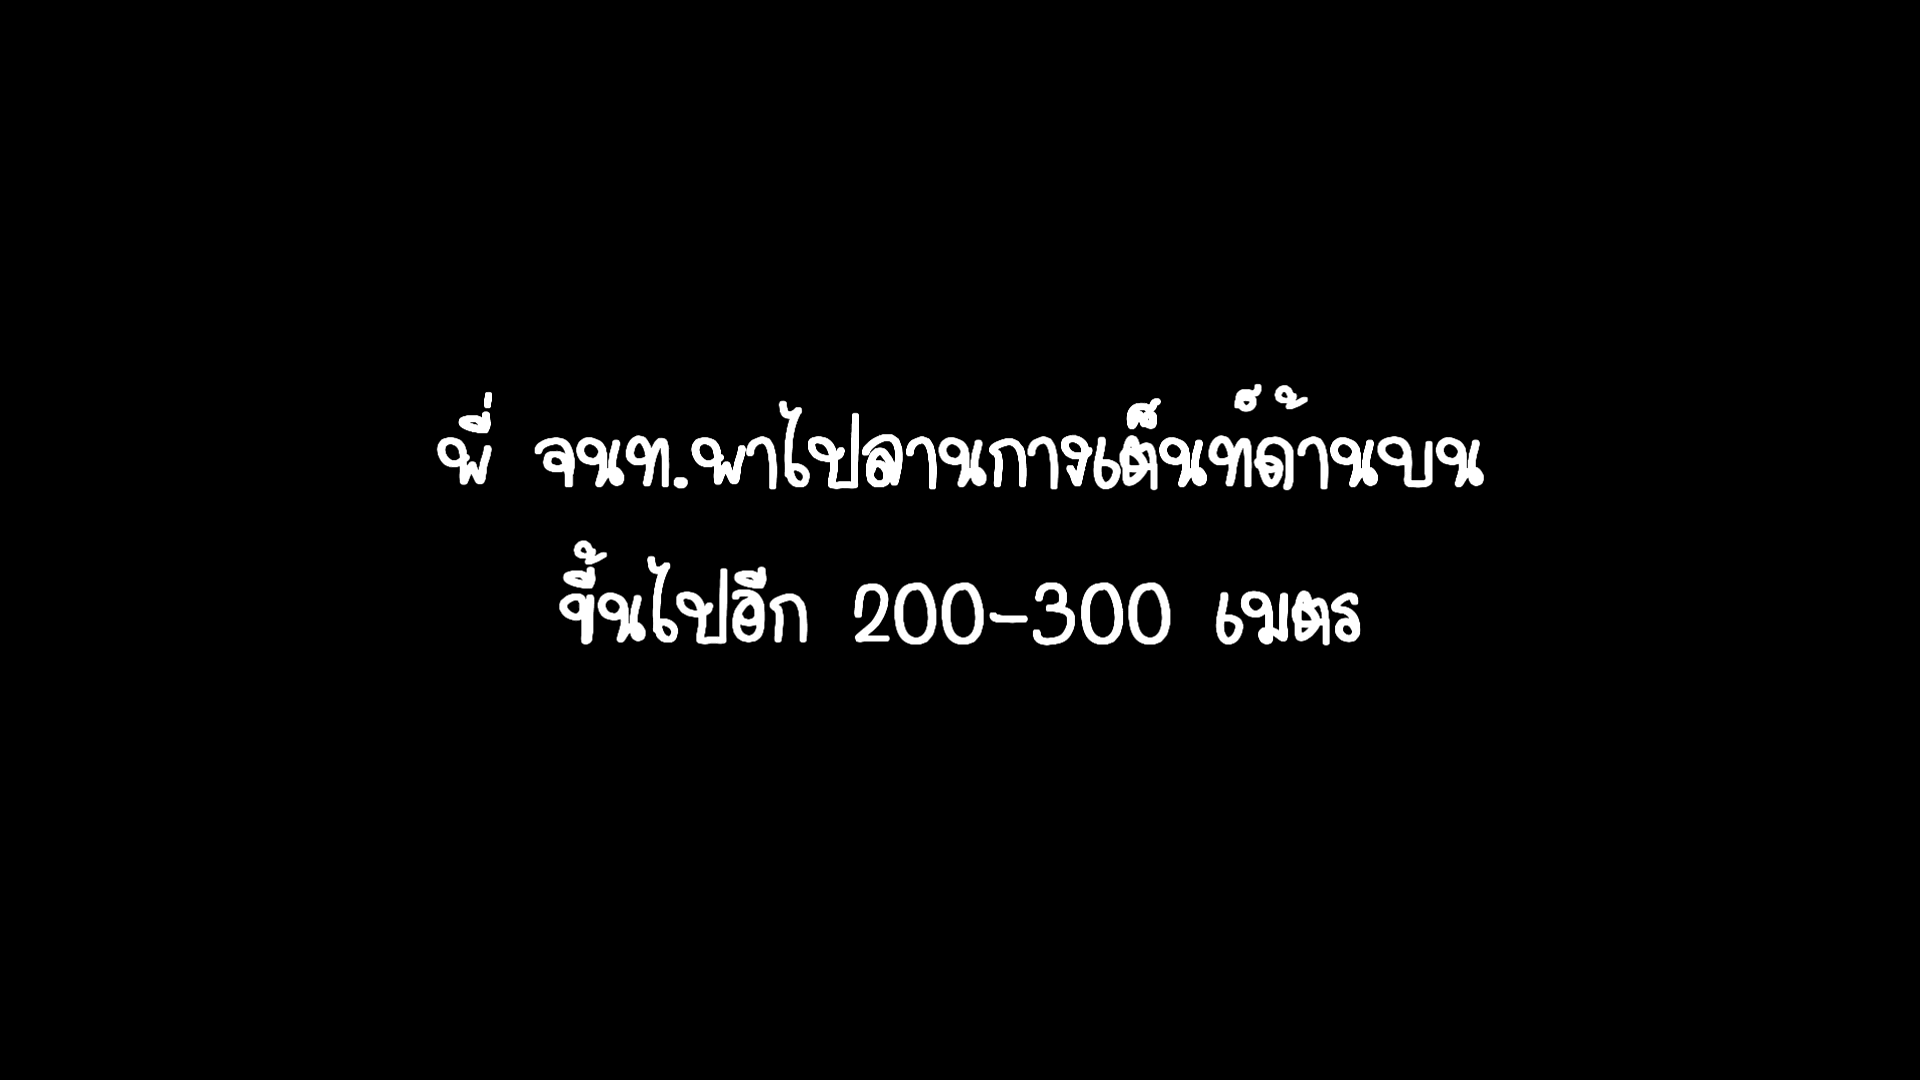 พี่ จนท.พาไปลานกางเต็นท์ด้านบน
ขึ้นไปอีก 200-300 เมตร